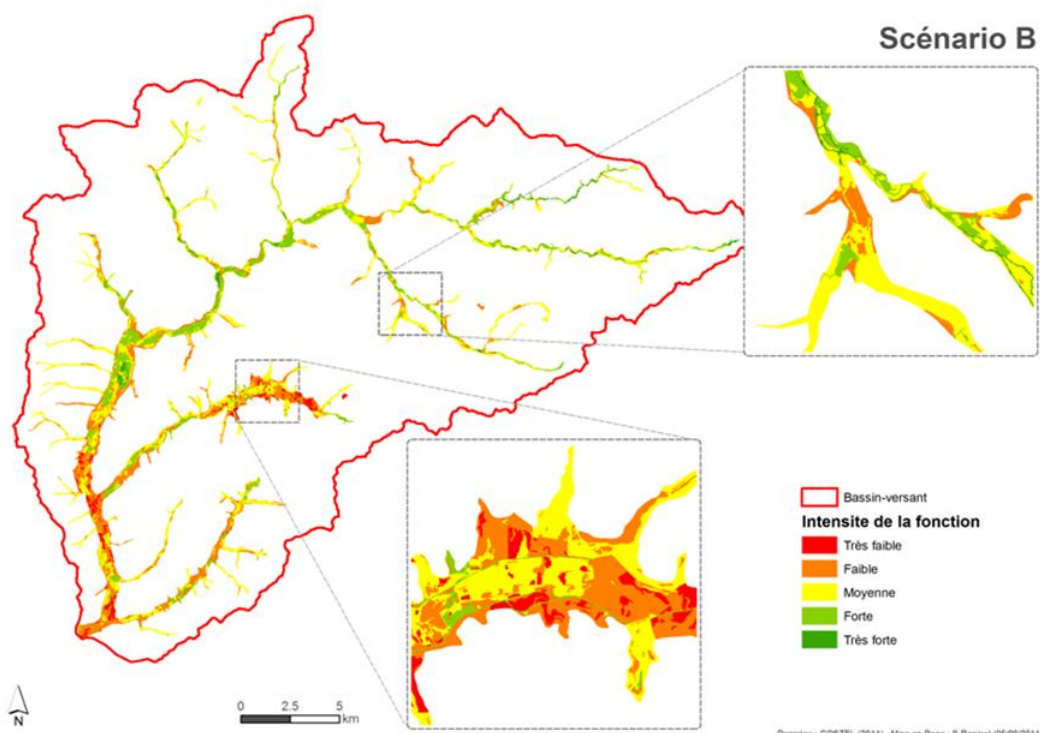 Scénario B
Bassin-versant
Intensite de la fonction
Très faible
Faible
Moyenne
Forte
Très forte
N
0 2.5 5
km